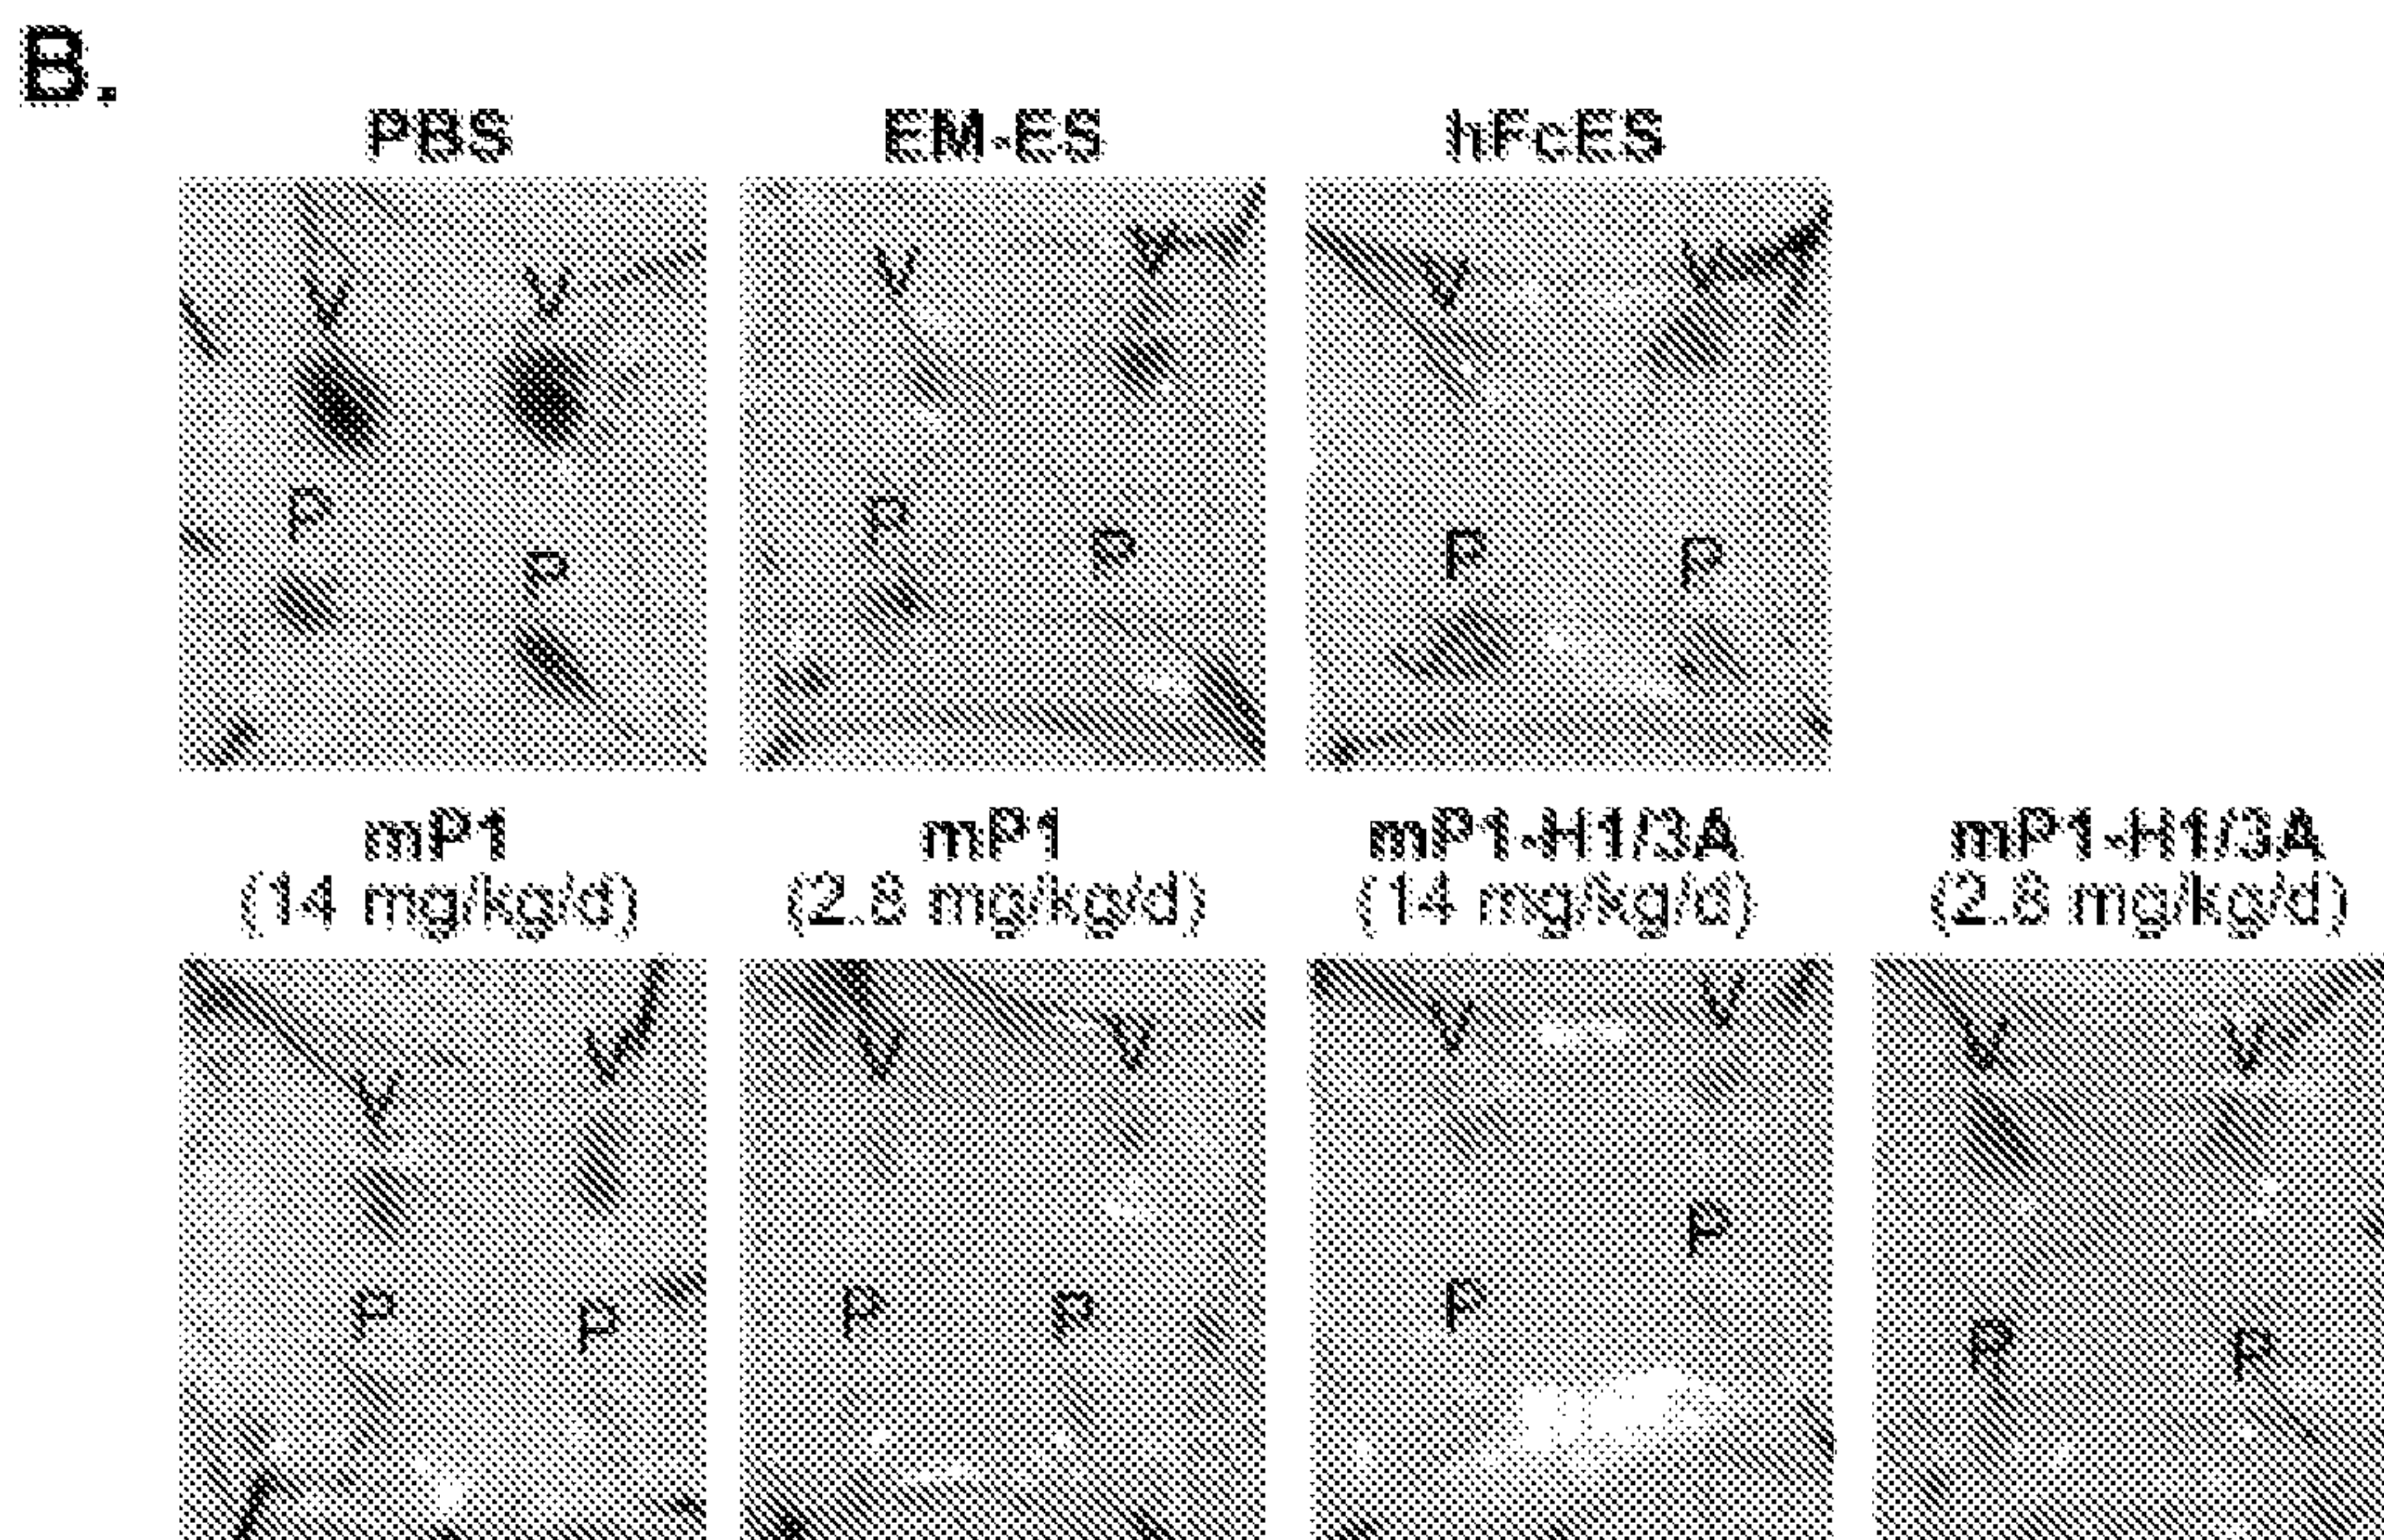 B.
PBS EM-ES hFcES
V V V V V V
P P P P P P
mP1 mP1 mP1-H1/3A mP1-H1/3A
(14 mg/kg/d) (2.8 mg/kg/d) (14 mg/kg/d) (2.8 mg/kg/d)
V V V V V V V V
P P P P P P P P